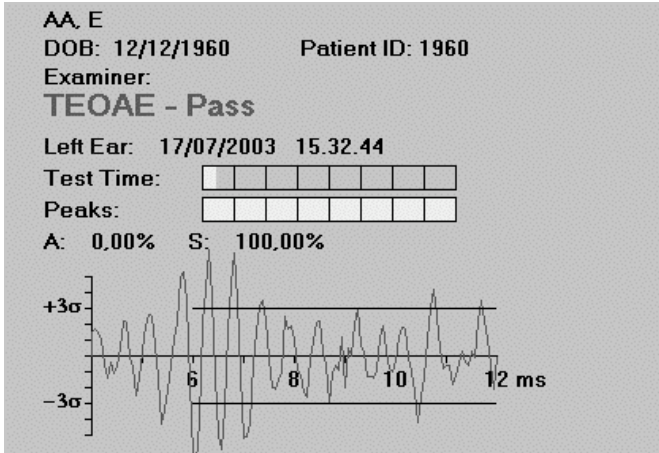 AA, E
DOB: 12/12/1960 Patient ID: 1960
Examiner:
TEOAE - Pass
Left Ear: 17/07/2003 15.32.44
Test Time:
Peaks:
A: 0,00% S: 100,00%
+3σ
6 8 10 12 ms
−3σ